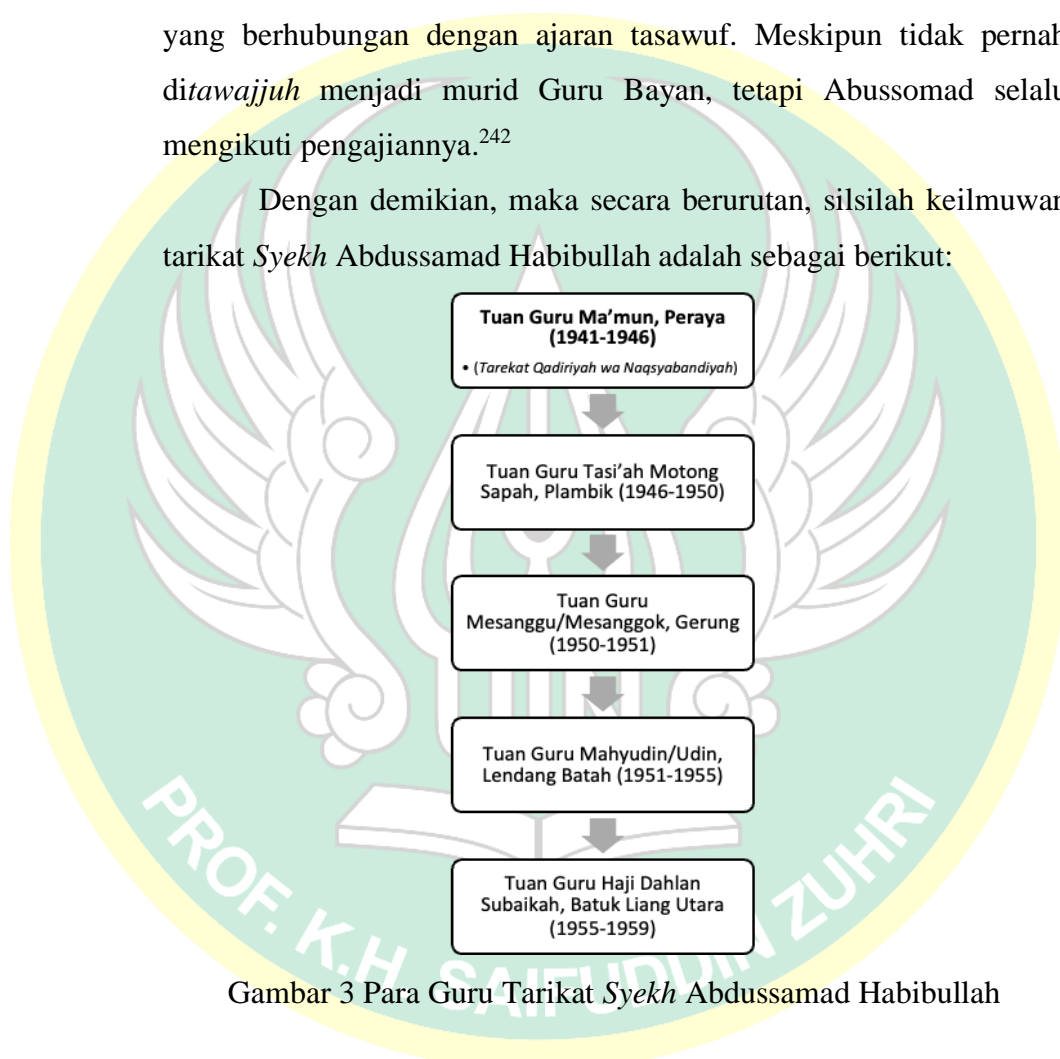 yang berhubungan dengan ajaran tasawuf. Meskipun tidak pernah
ditawajjuh menjadi murid Guru Bayan, tetapi Abussomad selalu
mengikuti pengajiannya.242
Dengan demikian, maka secara berurutan, silsilah keilmuwan
tarikat Syekh Abdussamad Habibullah adalah sebagai berikut:
Tuan Guru Ma’mun, Peraya
(1941-1946)
• (Tarekat Qadiriyah wa Naqsyabandiyah)
Tuan Guru Tasi’ah Motong
Sapah, Plambik (1946-1950)
Tuan Guru
Mesanggu/Mesanggok, Gerung
(1950-1951)
Tuan Guru Mahyudin/Udin,
Lendang Batah (1951-1955)
Tuan Guru Haji Dahlan
Subaikah, Batuk Liang Utara
(1955-1959)
Gambar 3 Para Guru Tarikat Syekh Abdussamad Habibullah
UIN
PROF. K.H. SAIFUDDIN ZUHRI